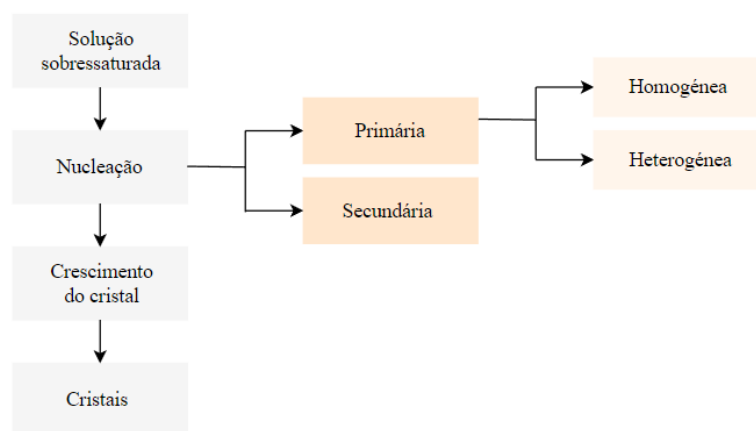 Solução
sobressaturada
Nucleação
Crescimento
do cristal
Cristais
Primária
Secundária
Homogénea
Heterogénea